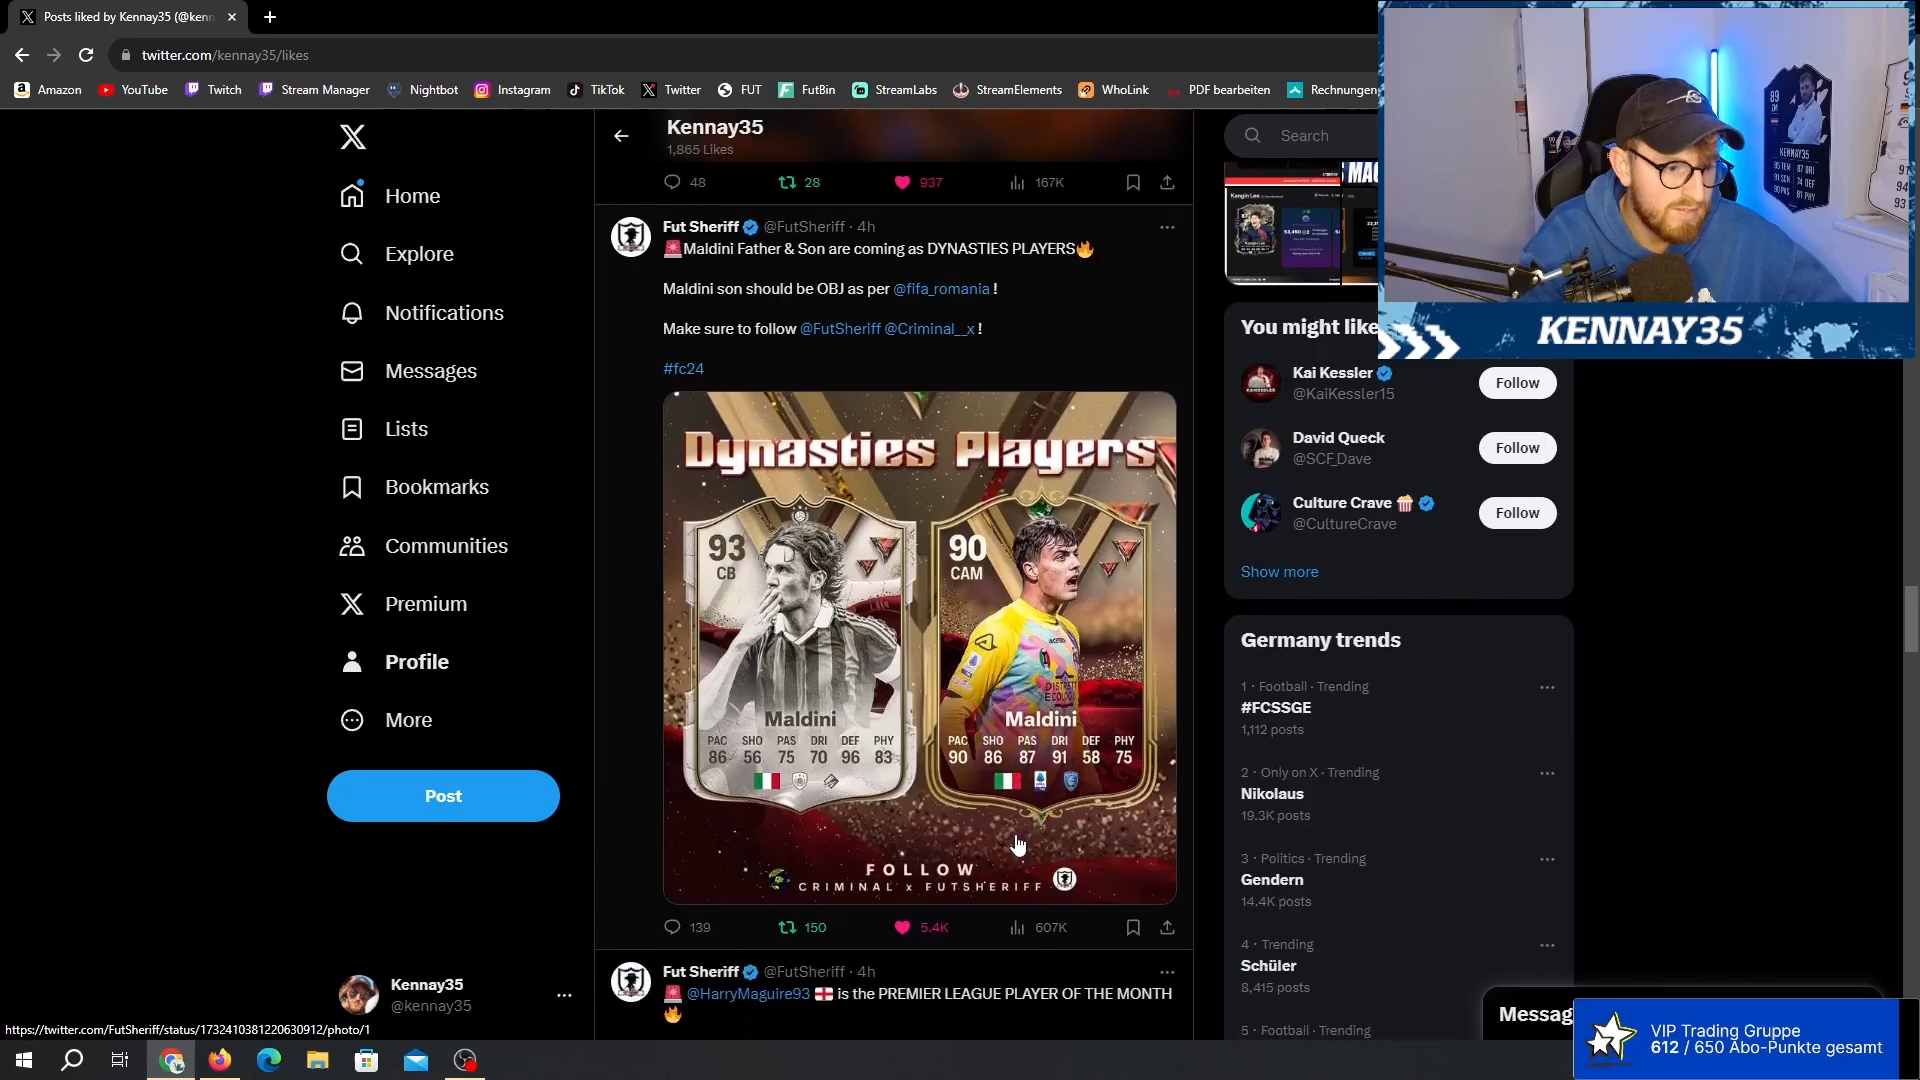 Posts liked by Kennay35 (@kenn
twitter.com/kennay35/likes
Amazon
YouTube
Twitch
Stream Manager
Nightbot
Instagram
TikTok
Twitter
FUT
FutBin
StreamLabs
StreamElements
WhoLink
PDF bearbeiten
Rechnungen
Home
Explore
Notifications
Messages
Lists
Bookmarks
Communities
Premium
Profile
More
Post
Kennay35
@kennay35
https://twitter.com/FutSheriff/status/1732410381220630912/photo/1
Kennay35
1,865 Likes
48
28
937
167K
Fut Sheriff @FutSheriff · 4h
🚨Maldini Father & Son are coming as DYNASTIES PLAYERS🔥
Maldini son should be OBJ as per @fifa_romania !
Make sure to follow @FutSheriff @Criminal__x !
#fc24
Dynasties Players
93
CB
Maldini
PAC SHO PAS DRI DEF PHY
86 56 75 70 96 83
90
CAM
Maldini
PAC SHO PAS DRI DEF PHY
90 86 87 91 58 75
FOLLOW
CRIMINAL x FUTSHERIFF
139
150
5.4K
607K
Fut Sheriff @FutSheriff · 4h
🚨 @HarryMaguire93 🏴󠁧󠁢󠁥󠁮󠁧󠁿 is the PREMIER LEAGUE PLAYER OF THE MONTH
🔥
Search
Kangin Lee
You might like
Kai Kessler
@KaiKessler15
Follow
David Queck
@SCF_Dave
Follow
Culture Crave 🍿
@CultureCrave
Follow
Show more
Germany trends
1 · Football · Trending
#FCSSGE
1,112 posts
2 · Only on X · Trending
Nikolaus
19.3K posts
3 · Politics · Trending
Gendern
14.4K posts
4 · Trending
Schüler
8,415 posts
5 · Football · Trending
Messag
89
KENNAY35
KENNAY35
VIP Trading Gruppe
612 / 650 Abo-Punkte gesamt